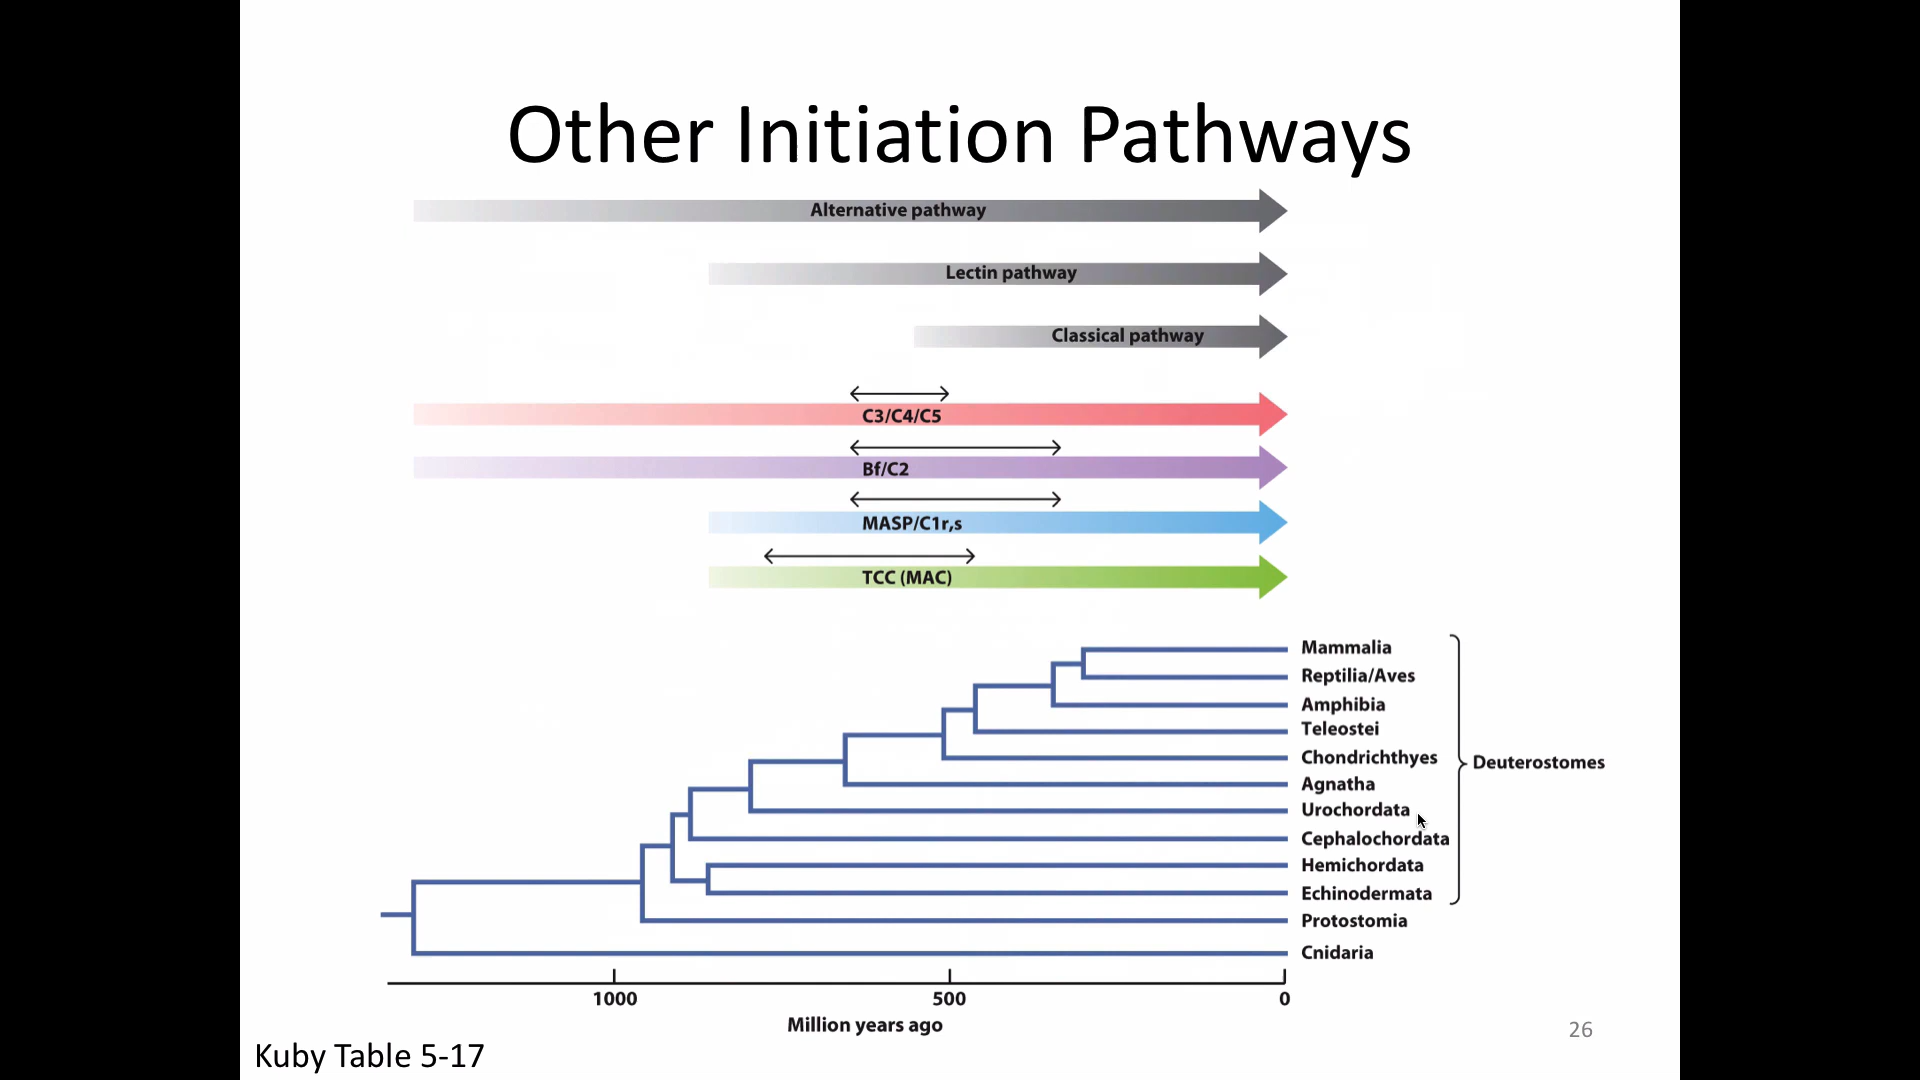 Other Initiation Pathways
Alternative pathway
Lectin pathway
Classical pathway
C3/C4/C5
Bf/C2
MASP/C1r,s
TCC (MAC)
Mammalia
Reptilia/Aves
Amphibia
Teleostei
Chondrichthyes
Deuterostomes
Agnatha
Urochordata
Cephalochordata
Hemichordata
Echinodermata
Protostomia
Cnidaria
1000 500 0
Million years ago
26
Kuby Table 5-17